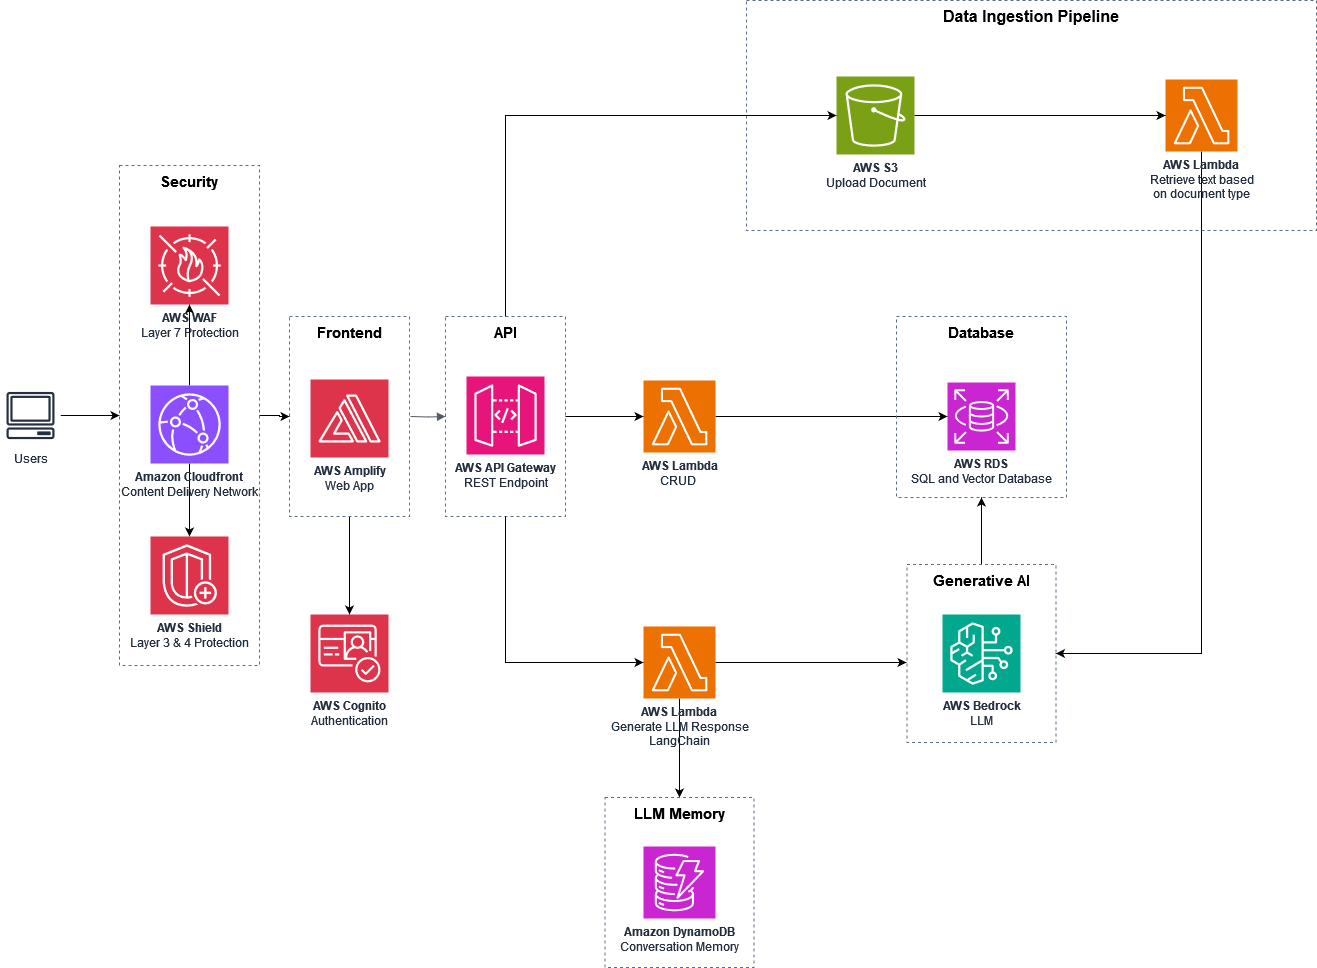 Data Ingestion Pipeline
AWS S3
Upload Document
AWS Lambda
Retrieve text based
on document type
Security
AWS WAF
Layer 7 Protection
Amazon Cloudfront
Content Delivery Network
AWS Shield
Layer 3 & 4 Protection
Users
Frontend
AWS Amplify
Web App
AWS Cognito
Authentication
API
AWS API Gateway
REST Endpoint
AWS Lambda
CRUD
Database
AWS RDS
SQL and Vector Database
AWS Lambda
Generate LLM Response
LangChain
Generative AI
AWS Bedrock
LLM
LLM Memory
Amazon DynamoDB
Conversation Memory